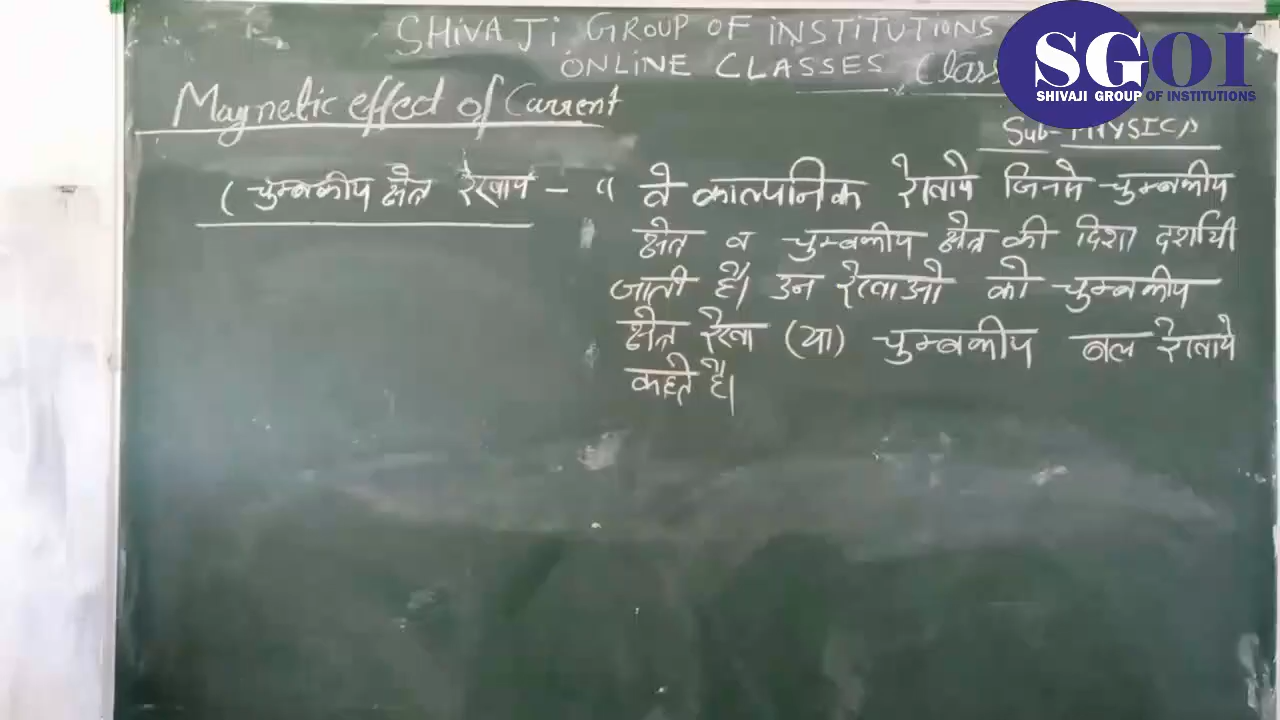 SHIVAJI GROUP OF INSTITUTIONS
ONLINE CLASSES, Class
SGOI
SHIVAJI GROUP OF INSTITUTIONS
Magnetic effect of Current
Sub- PHYSICS
( चुम्बकीय क्षेत्र रेखायें – “ वे काल्पनिक रेखाये जिनसे चुम्बकीय
क्षेत्र व चुम्बकीय क्षेत्र की दिशा दर्शायी
जाती है। उन रेखाओ को चुम्बकीय
क्षेत्र रेखा (या) चुम्बकीय बल रेखाये
कहते है।